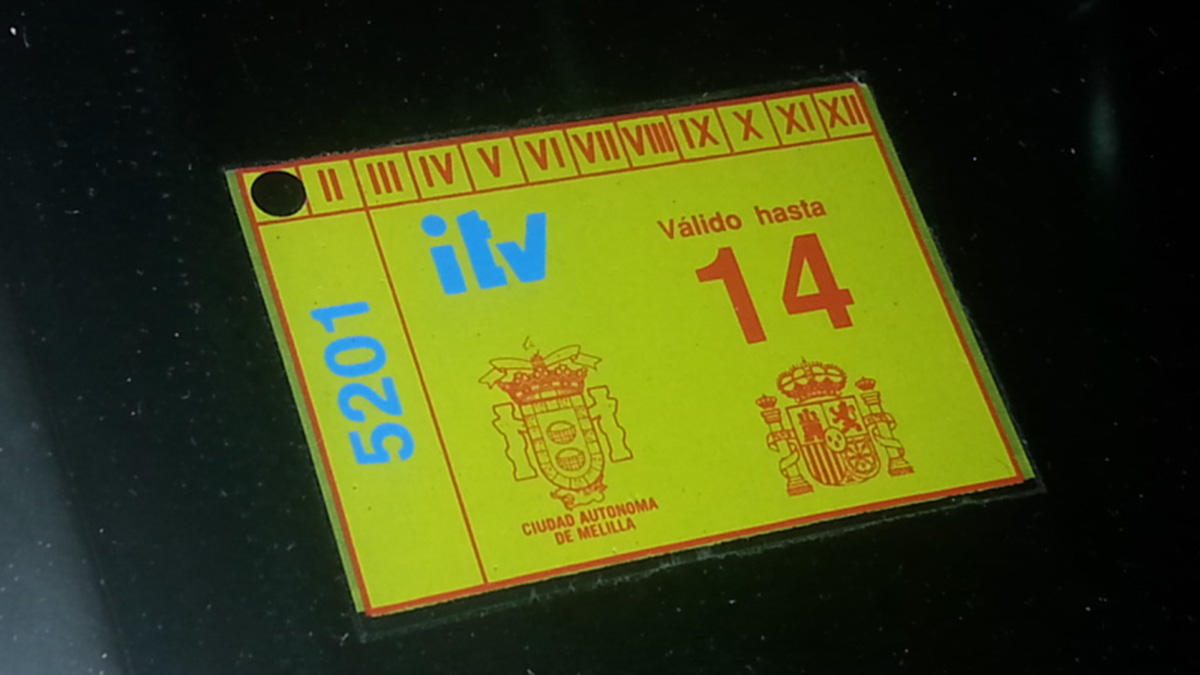 II III IV V VI VII VIII IX X XI XII
itv
Válido hasta
14
5201
CIUDAD AUTONOMA
DE MELILLA